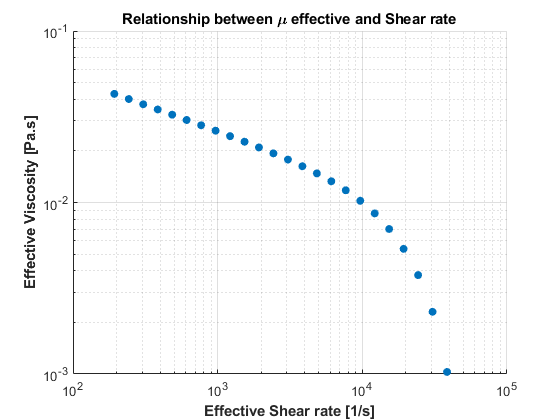 Relationship between μ effective and Shear rate
10^-1
10^-2
10^-3
Effective Viscosity [Pa.s]
10^2 10^3 10^4 10^5
Effective Shear rate [1/s]